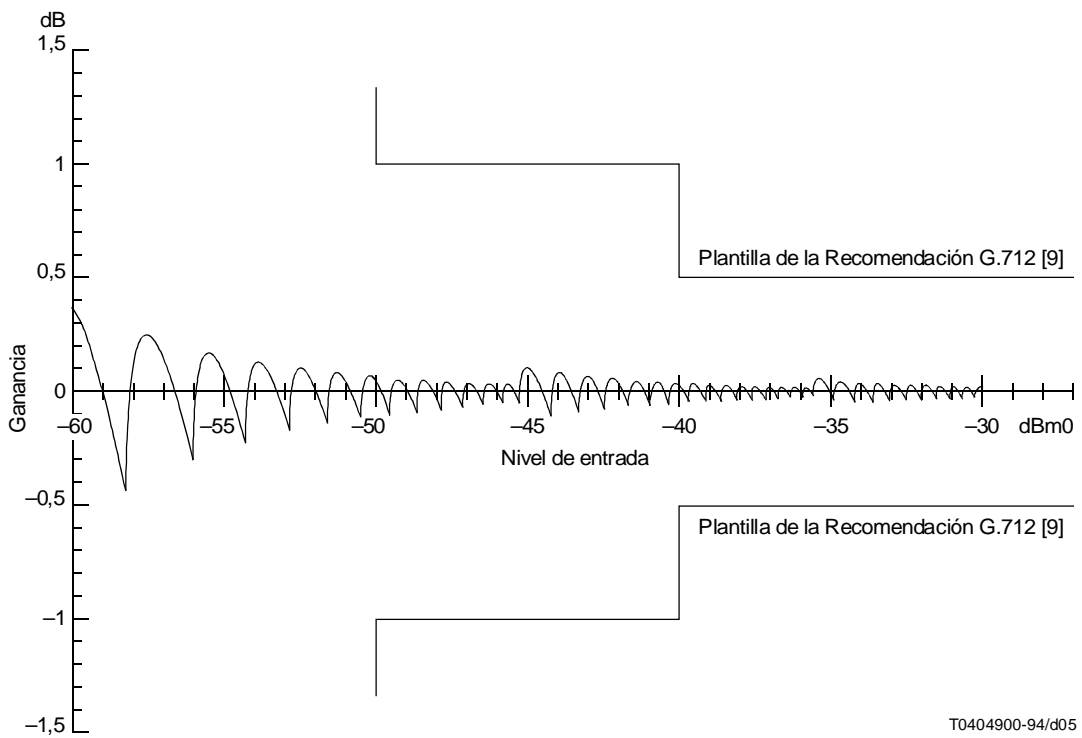 dB
1,5
1
Plantilla de la Recomendación G.712 [9]
0,5
Ganancia
0
–60
–55
–50
–45
–40
–35
–30
dBm0
Nivel de entrada
–0,5
Plantilla de la Recomendación G.712 [9]
–1
–1,5
T0404900-94/d05